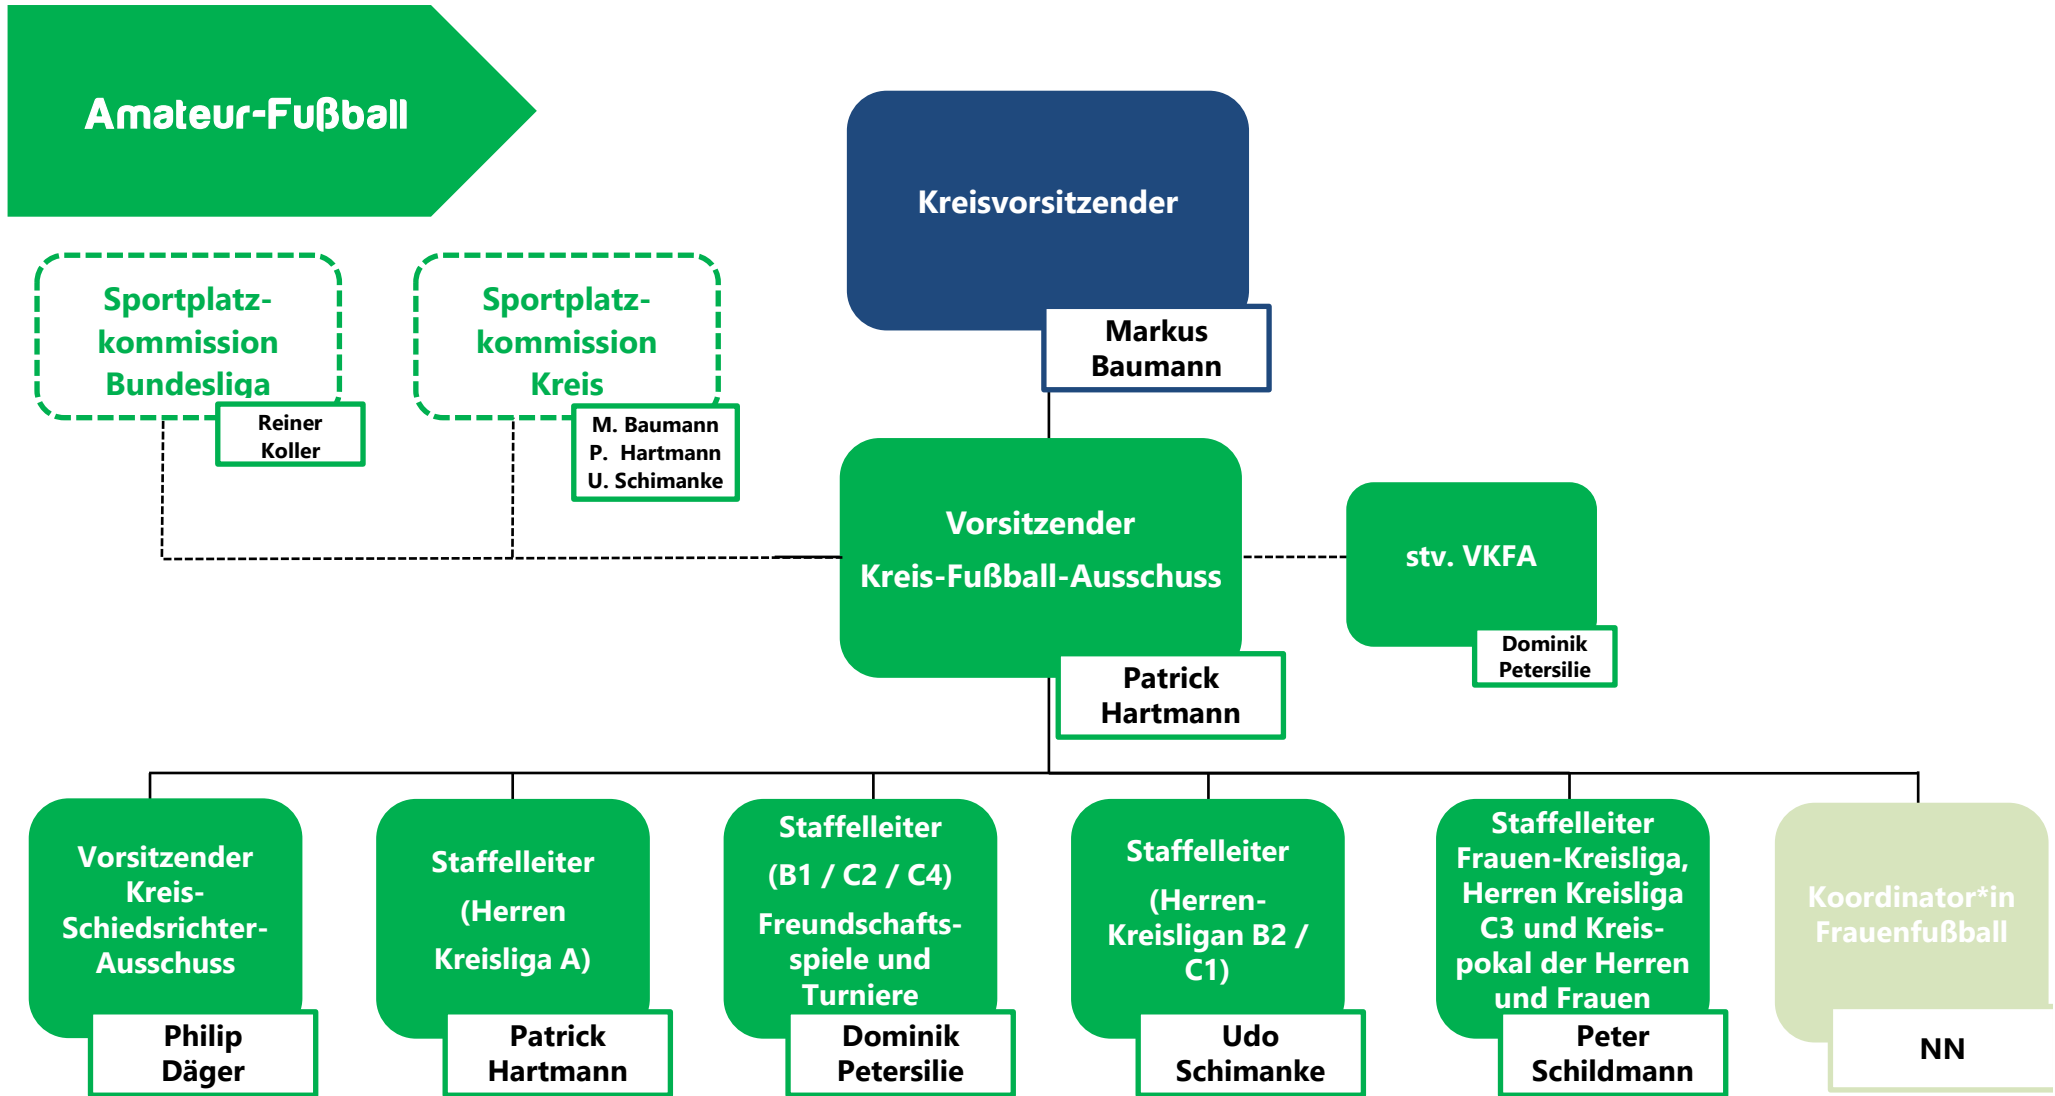 Amateur-Fußball
Kreisvorsitzender
Markus
Baumann
Sportplatz-
kommission
Bundesliga
Reiner
Koller
Sportplatz-
kommission
Kreis
M. Baumann
P. Hartmann
U. Schimanke
Vorsitzender
Kreis-Fußball-Ausschuss
Patrick
Hartmann
stv. VKFA
Dominik
Petersilie
Vorsitzender
Kreis-
Schiedsrichter-
Ausschuss
Philip
Däger
Staffelleiter
(Herren
Kreisliga A)
Patrick
Hartmann
Staffelleiter
(B1 / C2 / C4)
Freundschafts-
spiele und
Turniere
Dominik
Petersilie
Staffelleiter
(Herren-
Kreisligan B2 /
C1)
Udo
Schimanke
Staffelleiter
Frauen-Kreisliga,
Herren Kreisliga
C3 und Kreis-
pokal der Herren
und Frauen
Peter
Schildmann
Koordinator*in
Frauenfußball
NN